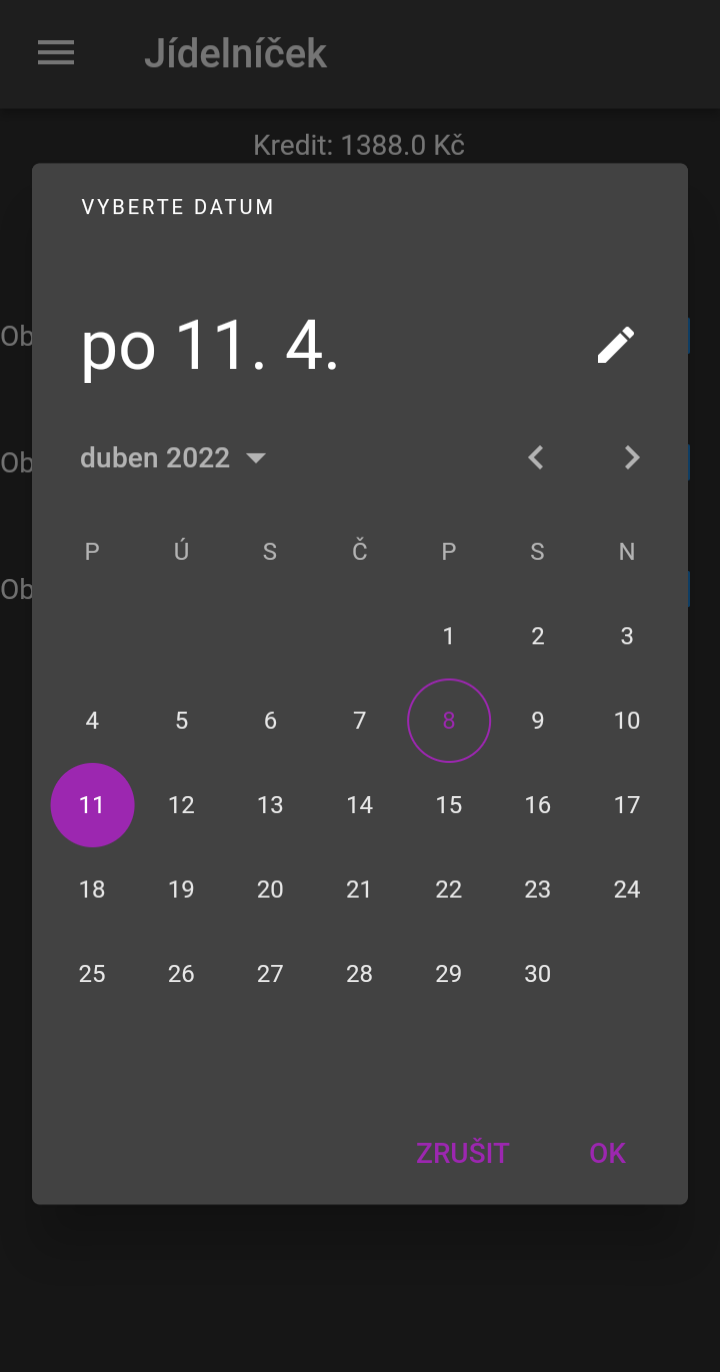 Jídelníček
Kredit: 1388.0 Kč
VYBERTE DATUM
Ob
po 11. 4.
duben 2022
Ob
P Ú S Č P S N
Ob
1 2 3
4 5 6 7 8 9 10
11 12 13 14 15 16 17
18 19 20 21 22 23 24
25 26 27 28 29 30
ZRUŠIT OK